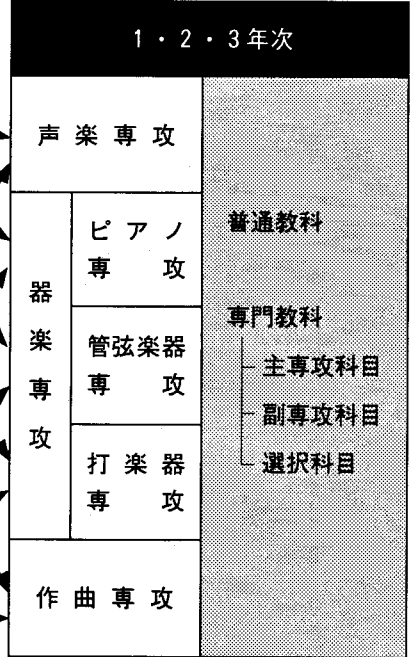 1・2・3年次
声楽専攻
器楽専攻
ピアノ
専攻
管弦楽器
専攻
打楽器
専攻
作曲専攻
普通教科
専門教科
主専攻科目
副専攻科目
選択科目